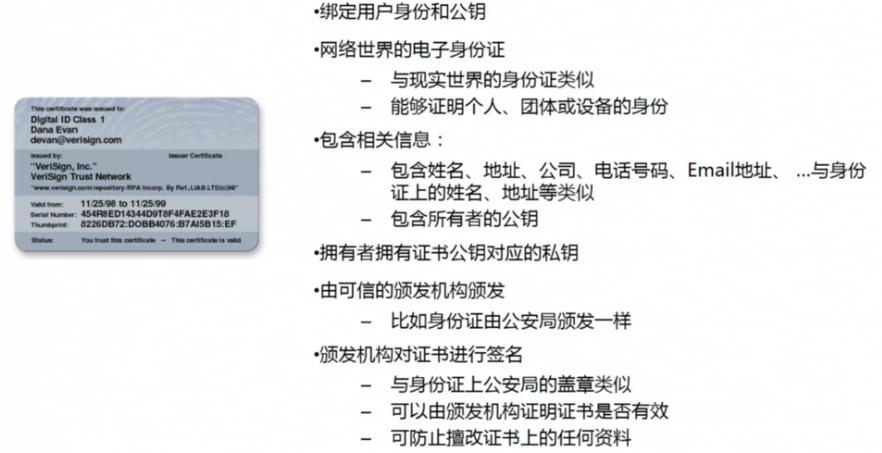 This certificate was issued to:
Digital ID Class 1
Dana Evan
devan@verisign.com
Issued by: Issuer Certificate
"VeriSign, Inc."
VeriSign Trust Network
"www.verisign.com/repository /RPA Incorp. By Ref.,LIAB.LTD(c)98"
Valid from: 11/25/98 to 11/25/99
Serial Number: 454R8ED14344D9T8F4FAE2E3F18
Thumbprint: 8226DB72:DOBB4076:B7AI5B15:EF
Status: You trust this certificate – This certificate is valid
•绑定用户身份和公钥
•网络世界的电子身份证
– 与现实世界的身份证类似
– 能够证明个人、团体或设备的身份
•包含相关信息：
– 包含姓名、地址、公司、电话号码、Email地址、 …与身份
证上的姓名、地址等类似
– 包含所有者的公钥
•拥有者拥有证书公钥对应的私钥
•由可信的颁发机构颁发
– 比如身份证由公安局颁发一样
•颁发机构对证书进行签名
– 与身份证上公安局的盖章类似
– 可以由颁发机构证明证书是否有效
– 可防止擅改证书上的任何资料